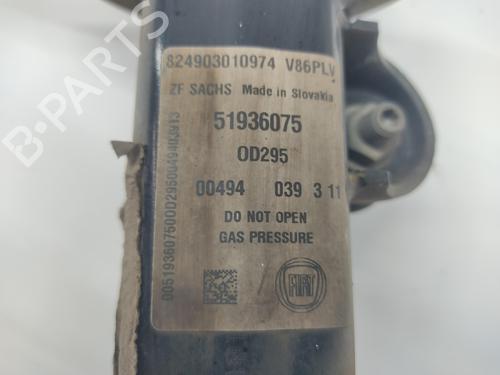 824903010974 V86PLV
ZF SACHS Made in Slovakia
51936075
OD295
00494 039 3 11
DO NOT OPEN
GAS PRESSURE
FIAT
B-PARTS